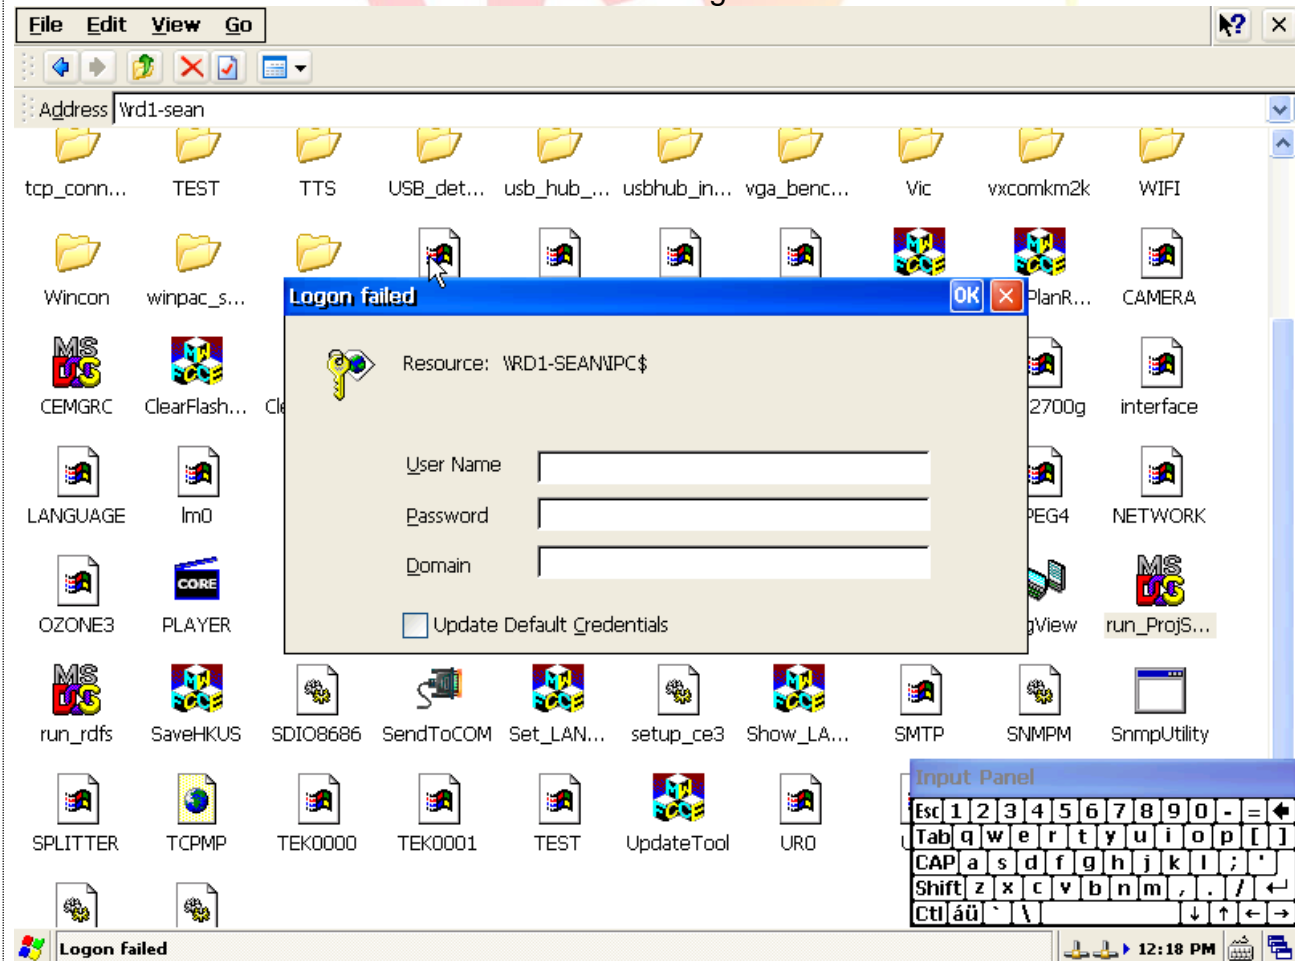 File Edit View Go
Address \\rd1-sean
tcp_conn... TEST TTS USB_det... usb_hub_... usbhub_in... vga_benc... Vic vxcomkm2k WIFI
Wincon winpac_s... PlanR... CAMERA
Logon failed OK
Resource: \\RD1-SEAN\IPC$
CEMGRC ClearFlash... Cle 2700g interface
User Name
LANGUAGE lm0 PEG4 NETWORK
Password
Domain
OZONE3 PLAYER gView run_ProjS...
Update Default Credentials
run_rdfs SaveHKUS SDIO8686 SendToCOM Set_LAN... setup_ce3 Show_LA... SMTP SNMPM SnmpUtility
SPLITTER TCPMP TEK0000 TEK0001 TEST UpdateTool UR0
Input Panel
Esc 1 2 3 4 5 6 7 8 9 0 - =
Tab q w e r t y u i o p [ ]
CAP a s d f g h j k l ; '
Shift z x c v b n m , . /
Ctl áü ` \
Logon failed 12:18 PM